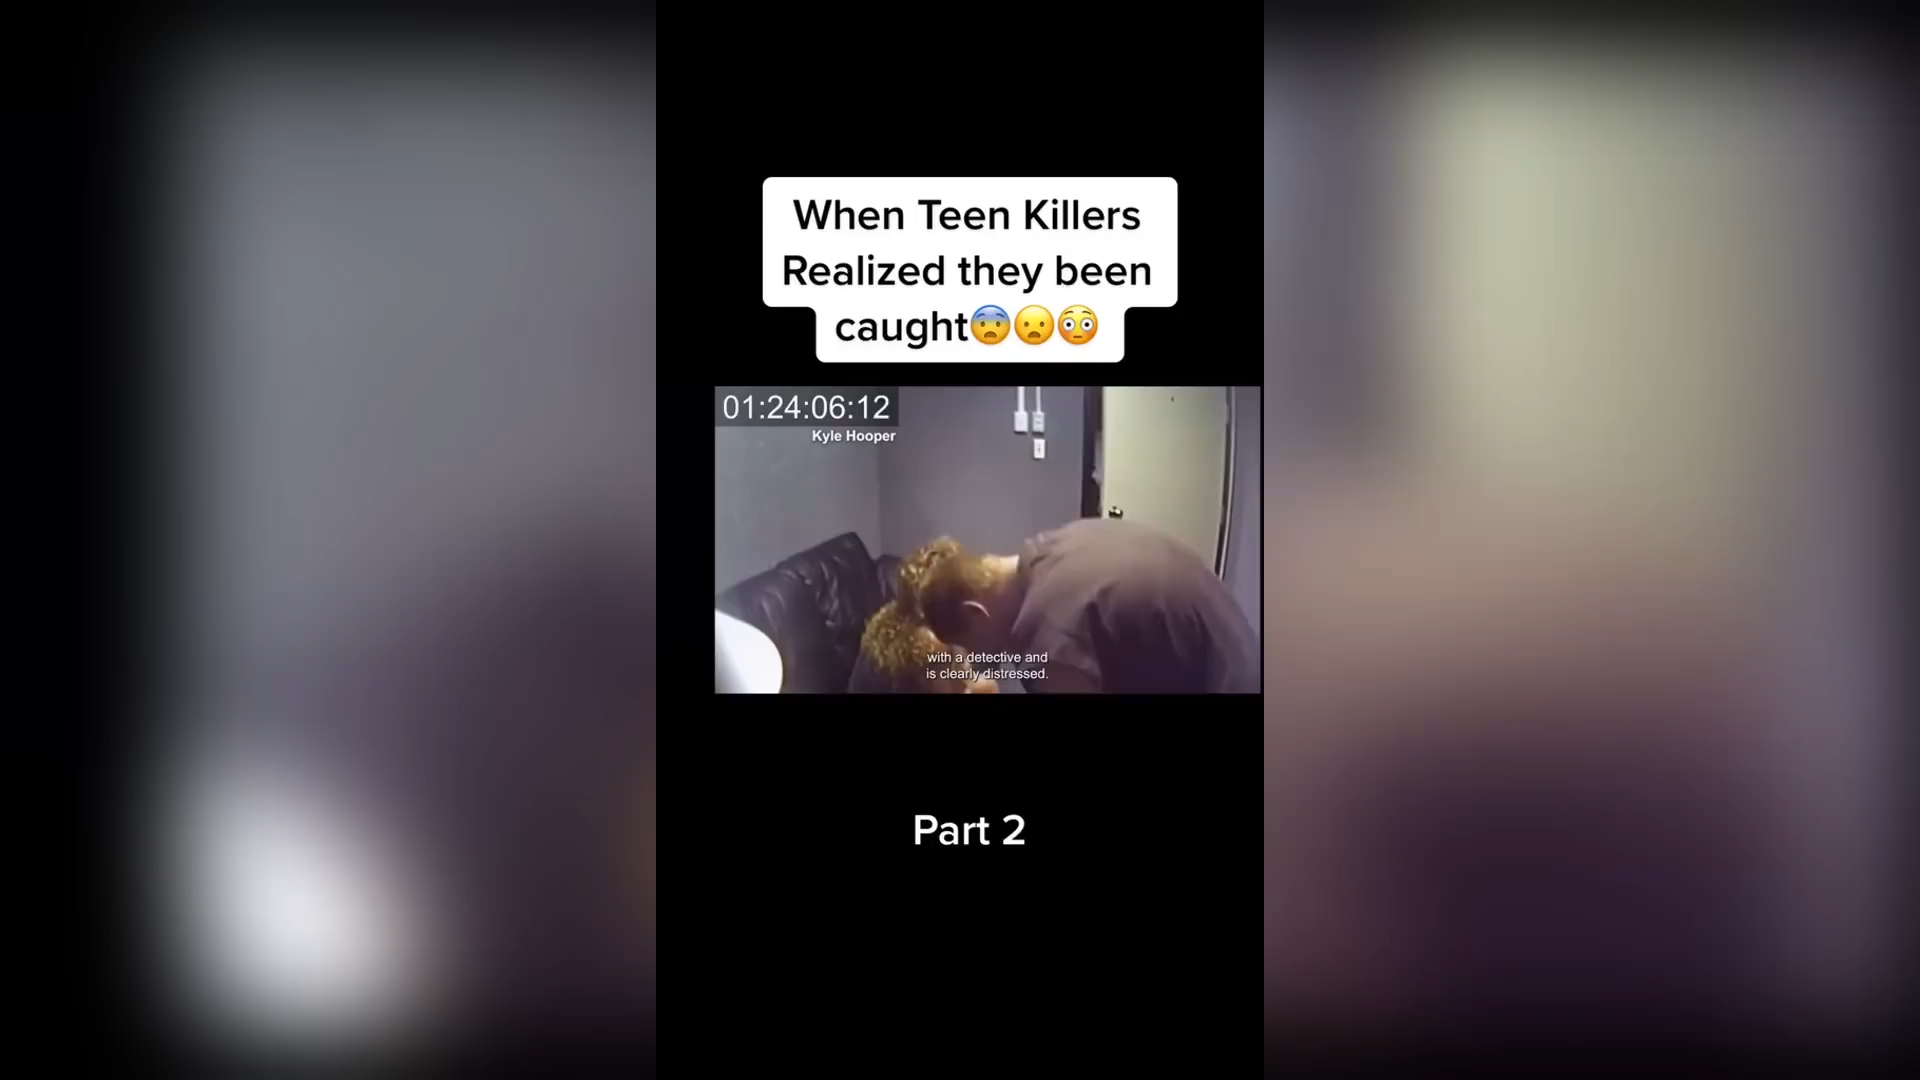 When Teen Killers
Realized they been
caught😨😦😳
01:24:06:12
Kyle Hooper
with a detective and
is clearly distressed.
Part 2